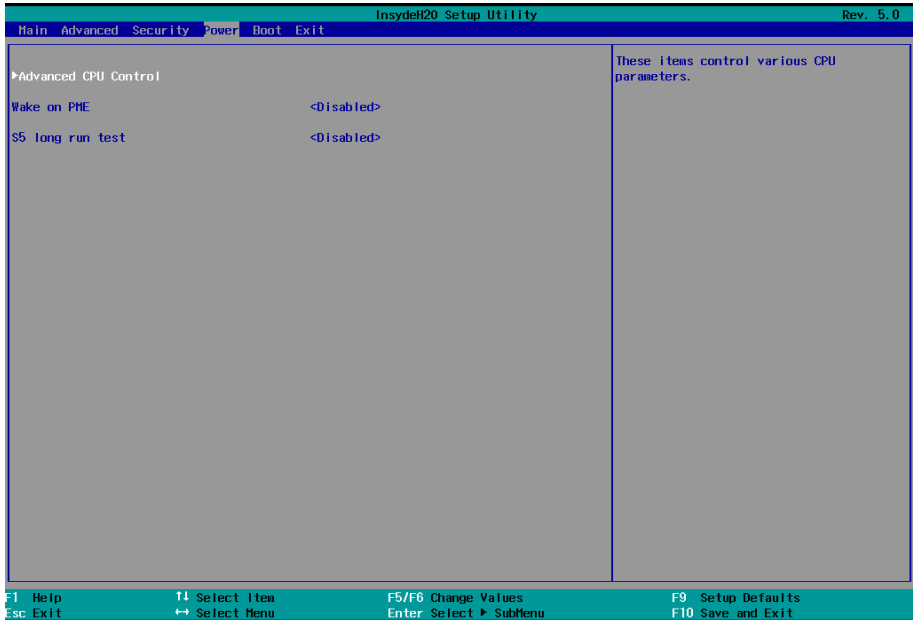 InsydeH20 Setup Utility Rev. 5.0
Main Advanced Security Power Boot Exit
These items control various CPU
parameters.
▶Advanced CPU Control
Wake on PME <Disabled>
S5 long run test <Disabled>
F1 Help ↑↓ Select Item F5/F6 Change Values F9 Setup Defaults
Esc Exit ↔ Select Menu Enter Select ▶ SubMenu F10 Save and Exit